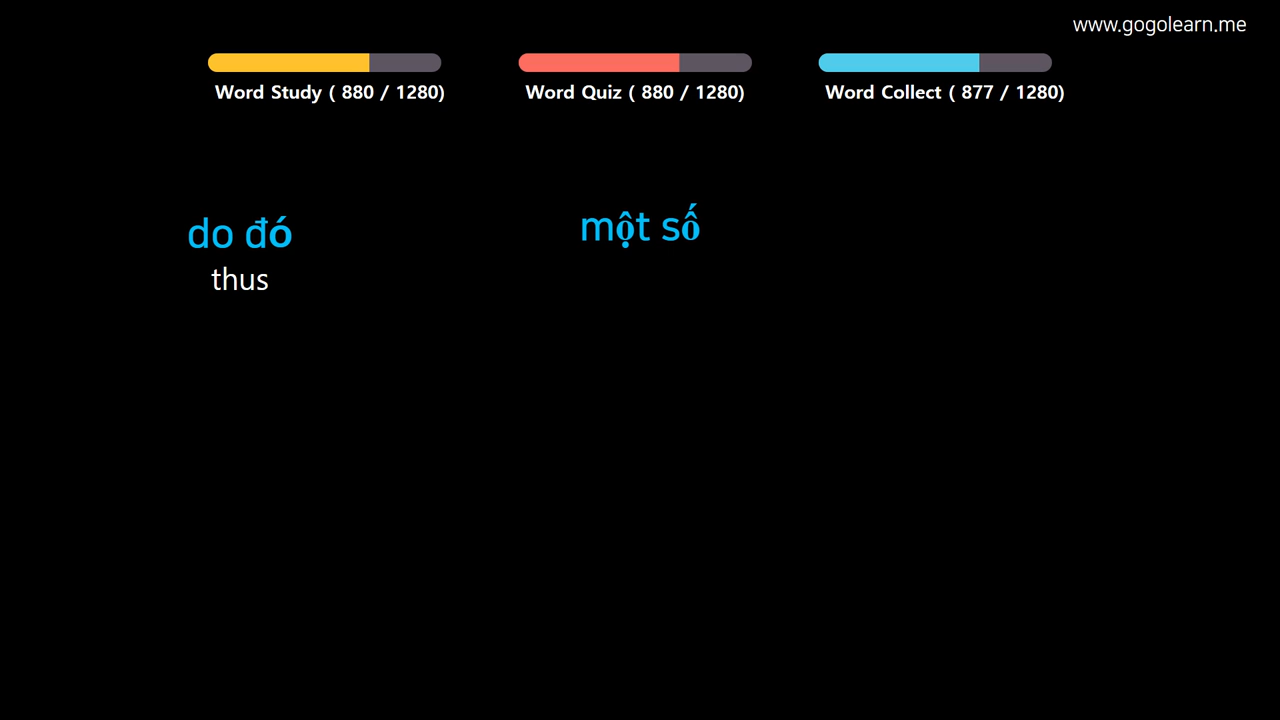 www.gogolearn.me
Word Study ( 880 / 1280)
Word Quiz ( 880 / 1280)
Word Collect ( 877 / 1280)
do đó
thus
một số